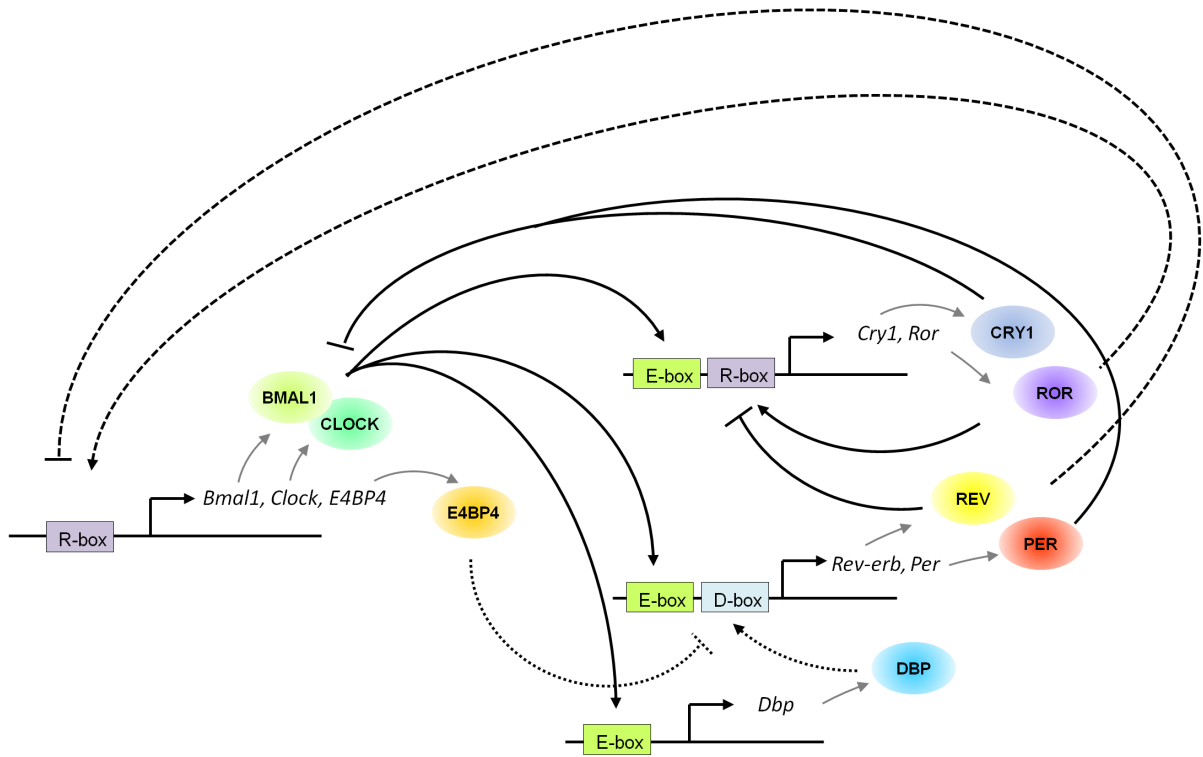 Cry1, Ror
CRY1
E-box
R-box
ROR
BMAL1
CLOCK
Bmal1, Clock, E4BP4
E4BP4
R-box
REV
PER
Rev-erb, Per
E-box
D-box
DBP
Dbp
E-box